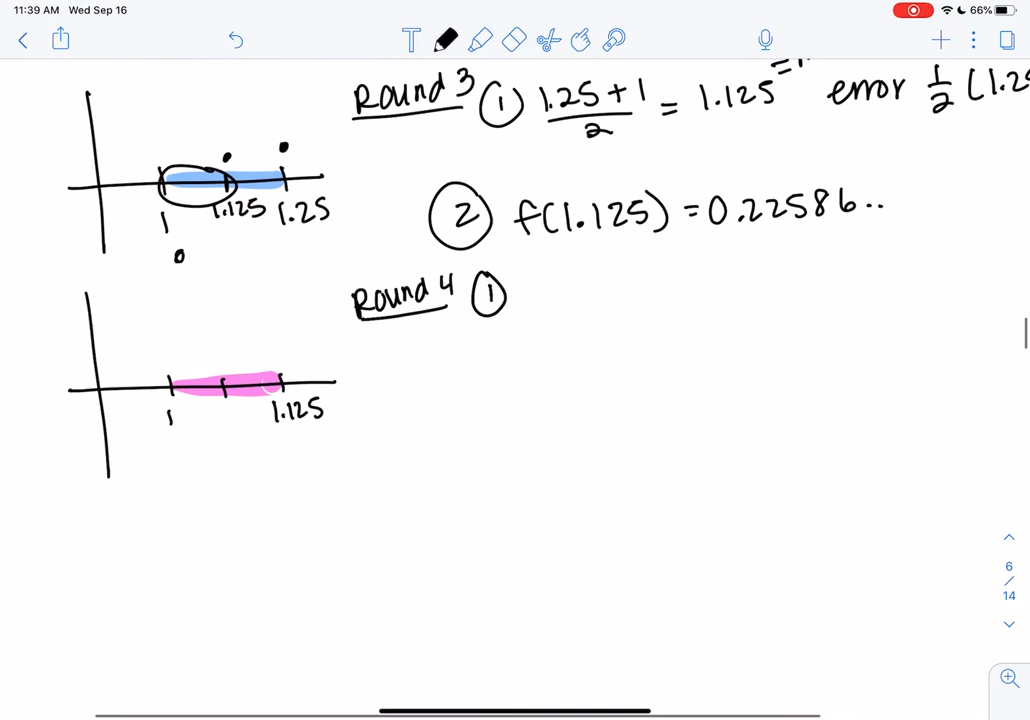 11:39 AM Wed Sep 16
66%
T
Round 3 ① 1.25 + 1 / 2 = 1.125 error 1/2 (1.25
1 1.125 1.25
② f(1.125) = 0.22586..
Round 4 ①
1 1.125
6
/
14